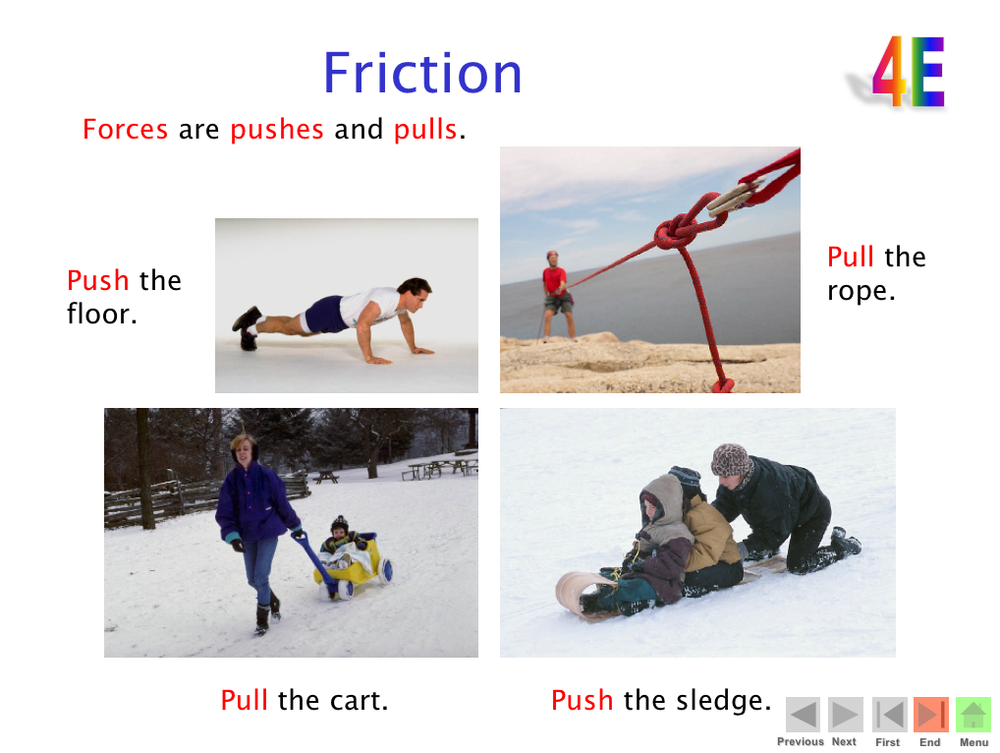 Friction
4E
Forces are pushes and pulls.
Push the
floor.
Pull the
rope.
Pull the cart.
Push the sledge.
Previous Next First End Menu